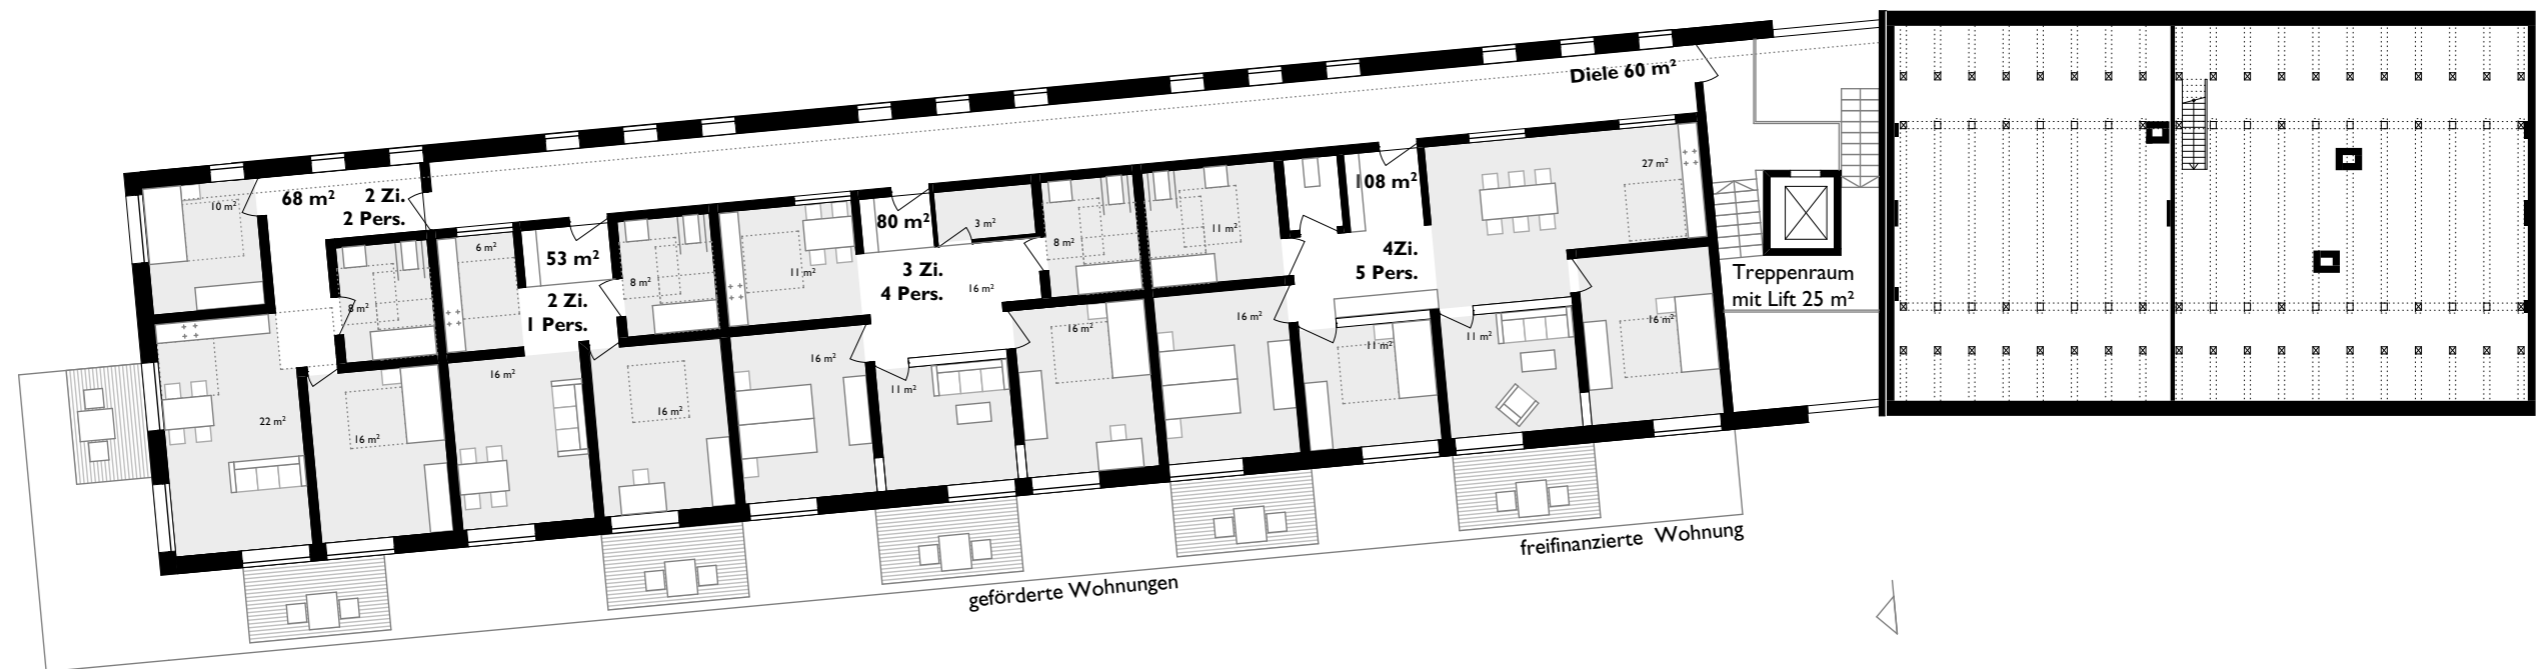 Diele 60 m²
10 m²
68 m²
2 Zi.
2 Pers.
8 m²
22 m²
16 m²
6 m²
53 m²
2 Zi.
1 Pers.
8 m²
16 m²
16 m²
11 m²
80 m²
3 m²
3 Zi.
4 Pers.
16 m²
8 m²
16 m²
11 m²
16 m²
11 m²
108 m²
4Zi.
5 Pers.
27 m²
16 m²
11 m²
11 m²
16 m²
Treppenraum
mit Lift 25 m²
geförderte Wohnungen
freifinanzierte Wohnung